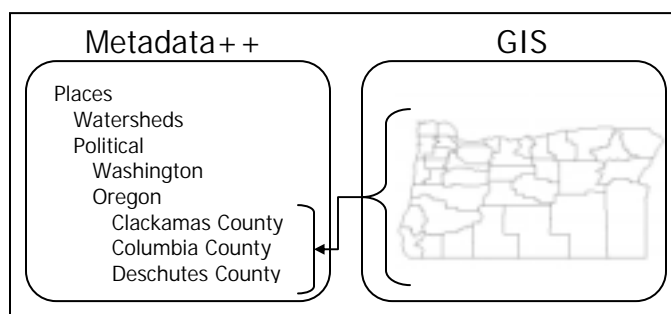 Metadata++
GIS
Places
Watersheds
Political
Washington
Oregon
Clackamas County
Columbia County
Deschutes County